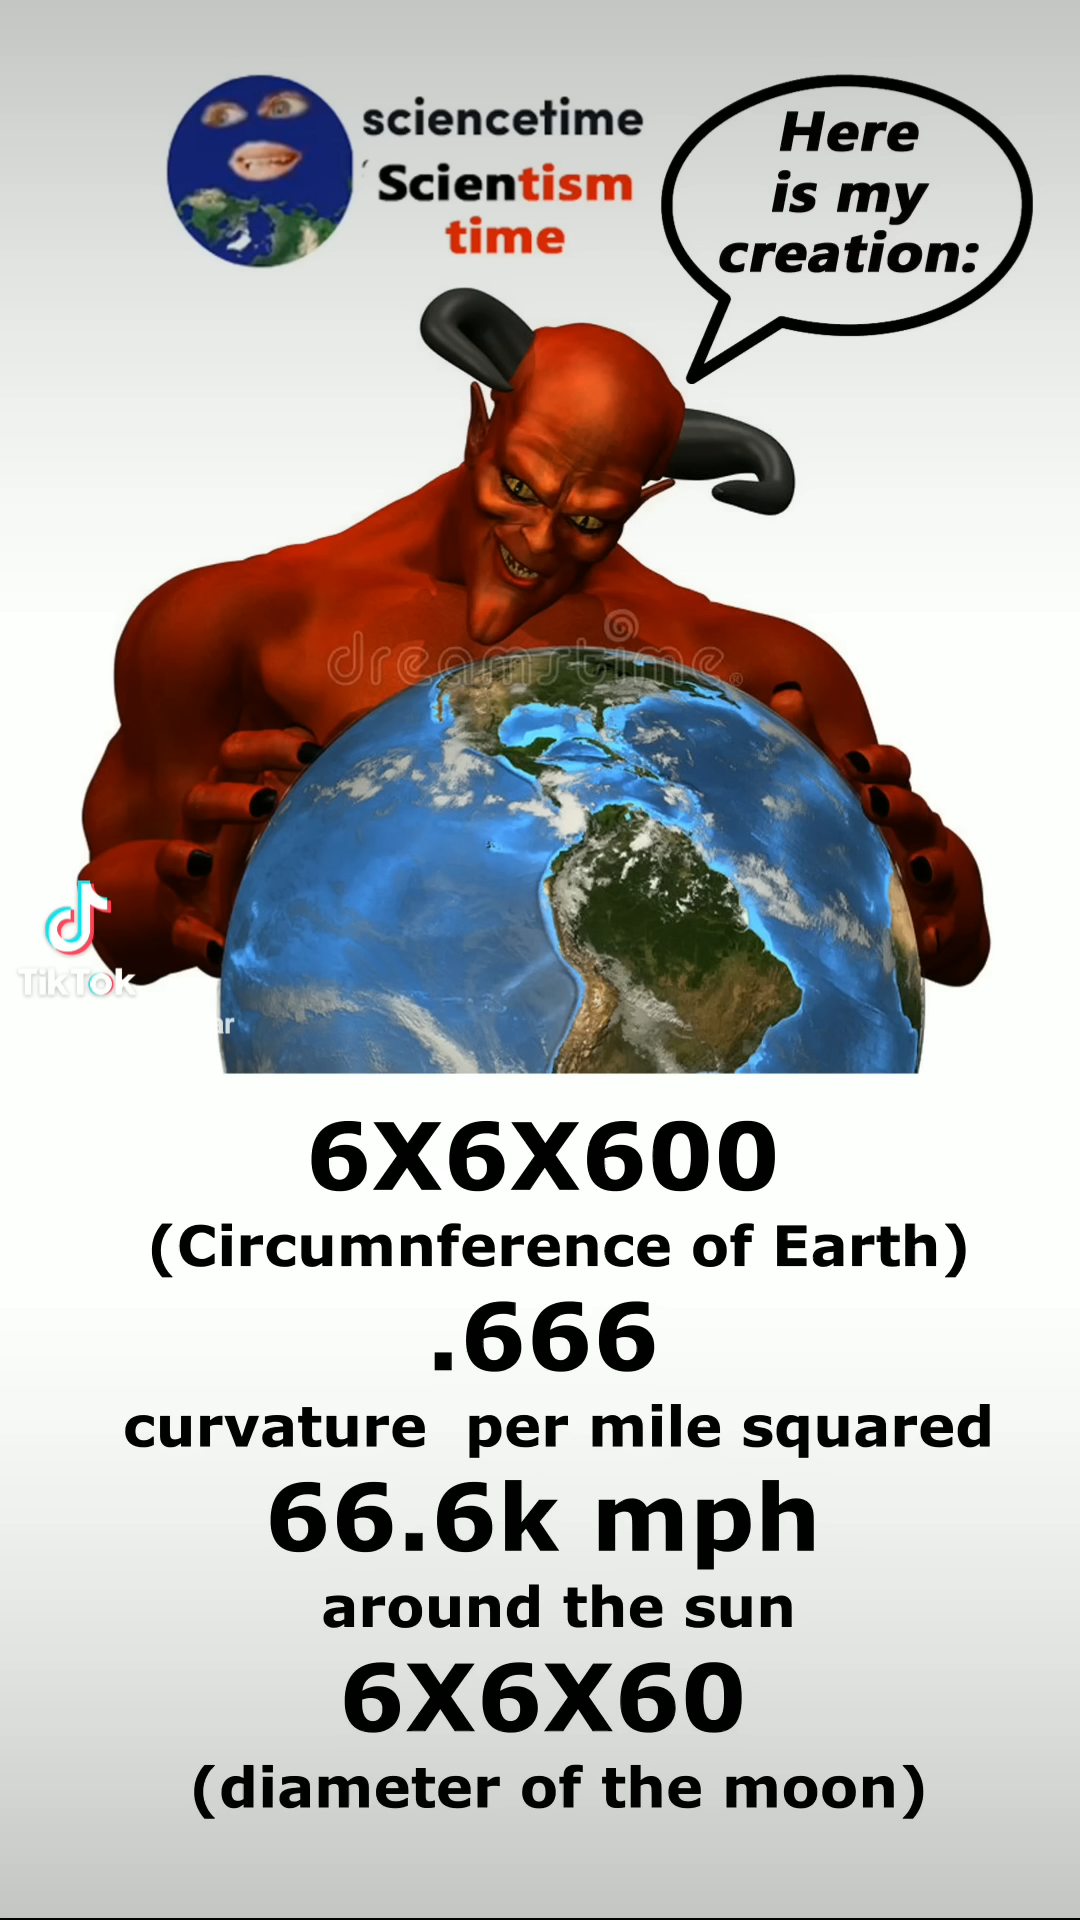 sciencetime
Scientism
time
Here
is my
creation:
dreamstime
TikTok
ar
6X6X600
(Circumnference of Earth)
.666
curvature per mile squared
66.6k mph
around the sun
6X6X60
(diameter of the moon)